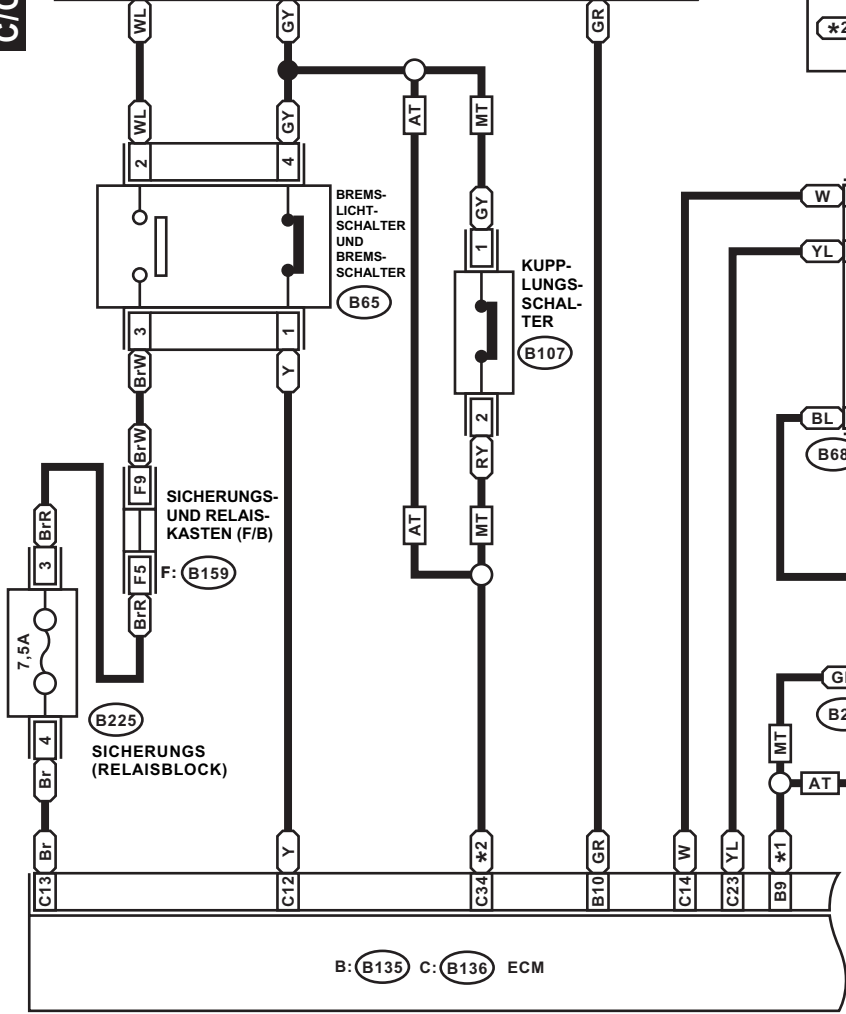 C/C
WL
GY
GR
WL
GY
AT
MT
2
4
GY
1
BREMS-
LICHT-
SCHALTER
UND
BREMS-
SCHALTER
B65
KUPP-
LUNGS-
SCHAL-
TER
B107
3
1
BrW
Y
2
RY
BrW
F9
SICHERUNGS-
UND RELAIS-
KASTEN (F/B)
F: B159
F5
BrR
AT
MT
BrR
3
7,5A
4
Br
B225
SICHERUNGS
(RELAISBLOCK)
W
YL
BL
B68
MT
AT
Br
Y
*2
GR
W
YL
*1
C13
C12
C34
B10
C14
C23
B9
B: B135 C: B136 ECM